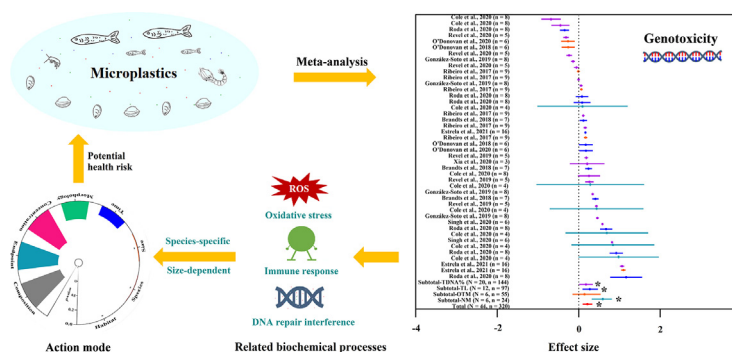 Microplastics
Meta-analysis
Potential
health risk
Concentration
Morphology
Time
Size
Species
Habitat
Composition
Endpoint
P-value
Action mode
Species-specific
Size-dependent
ROS
Oxidative stress
Immune response
DNA repair interference
Related biochemical processes
Genotoxicity
Cole et al., 2020 (n = 8)
Cole et al., 2020 (n = 8)
Roda et al., 2020 (n = 8)
Revel et al., 2020 (n = 5)
O'Donovan et al., 2020 (n = 6)
O'Donovan et al., 2018 (n = 6)
Revel et al., 2020 (n = 5)
González-Soto et al., 2019 (n = 8)
Revel et al., 2020 (n = 5)
Ribeiro et al., 2017 (n = 9)
Ribeiro et al., 2017 (n = 9)
González-Soto et al., 2019 (n = 8)
Ribeiro et al., 2017 (n = 9)
Roda et al., 2020 (n = 8)
Roda et al., 2020 (n = 8)
Cole et al., 2020 (n = 4)
Ribeiro et al., 2017 (n = 9)
Brandts et al., 2018 (n = 7)
Ribeiro et al., 2017 (n = 9)
Estrela et al., 2021 (n = 16)
Ribeiro et al., 2017 (n = 9)
O'Donovan et al., 2018 (n = 6)
O'Donovan et al., 2020 (n = 6)
Revel et al., 2019 (n = 5)
Xia et al., 2020 (n = 3)
Brandts et al., 2018 (n = 7)
Cole et al., 2020 (n = 8)
Revel et al., 2019 (n = 5)
Cole et al., 2020 (n = 4)
González-Soto et al., 2019 (n = 8)
Brandts et al., 2018 (n = 8)
Revel et al., 2019 (n = 5)
Cole et al., 2020 (n = 4)
González-Soto et al., 2019 (n = 8)
Singh et al., 2020 (n = 6)
Roda et al., 2020 (n = 8)
Cole et al., 2020 (n = 4)
Singh et al., 2020 (n = 6)
Cole et al., 2020 (n = 4)
Roda et al., 2020 (n = 8)
Cole et al., 2020 (n = 4)
Estrela et al., 2021 (n = 16)
Estrela et al., 2021 (n = 16)
Roda et al., 2020 (n = 8)
Subtotal-TDNA% (N = 20, n = 144)
Subtotal-TL (N = 12, n = 97)
Subtotal-OTM (N = 6, n = 55)
Subtotal-NM (N = 6, n = 24)
Total (N = 44, n = 320)
-4 -2 0 2 4
Effect size